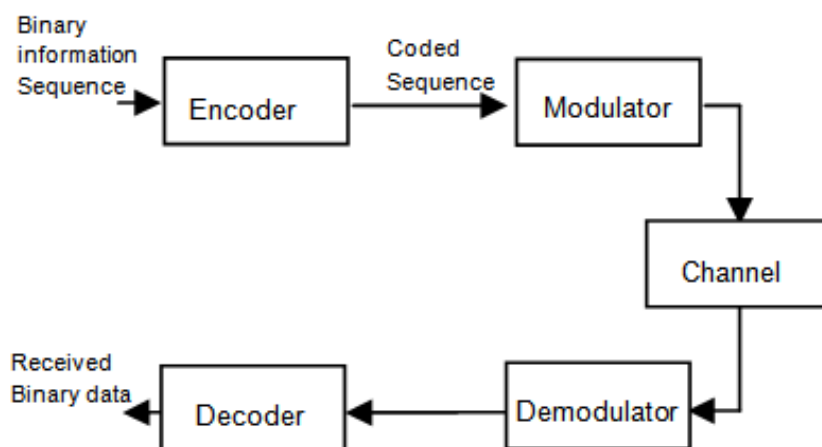 Binary
information
Sequence
Encoder
Coded
Sequence
Modulator
Channel
Demodulator
Decoder
Received
Binary data